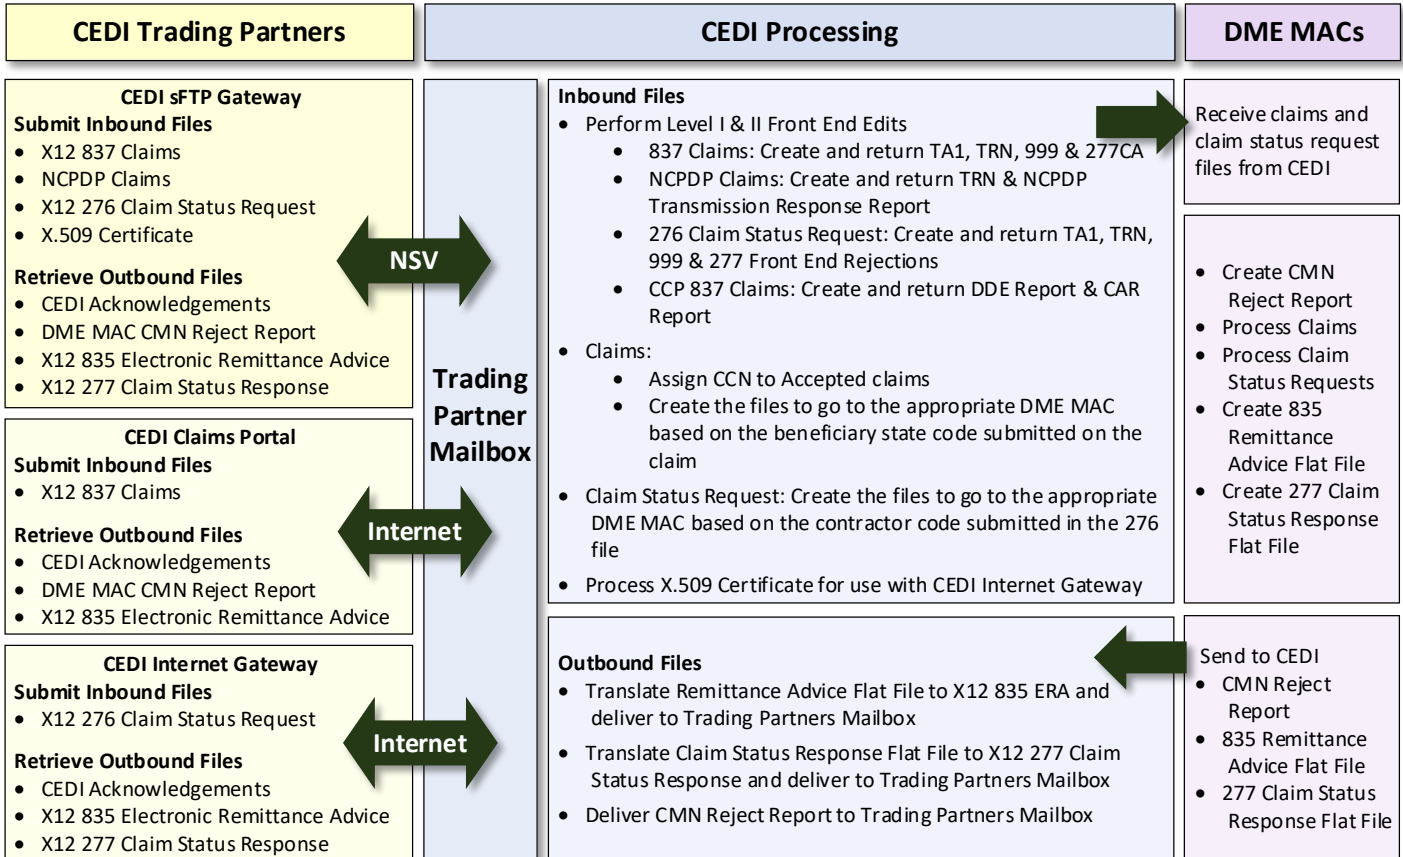 CEDI Trading Partners
CEDI Processing
DME MACs
CEDI sFTP Gateway
Submit Inbound Files
• X12 837 Claims
• NCPDP Claims
• X12 276 Claim Status Request
• X.509 Certificate
Retrieve Outbound Files
• CEDI Acknowledgements
• DME MAC CMN Reject Report
• X12 835 Electronic Remittance Advice
• X12 277 Claim Status Response
CEDI Claims Portal
Submit Inbound Files
• X12 837 Claims
Retrieve Outbound Files
• CEDI Acknowledgements
• DME MAC CMN Reject Report
• X12 835 Electronic Remittance Advice
CEDI Internet Gateway
Submit Inbound Files
• X12 276 Claim Status Request
Retrieve Outbound Files
• CEDI Acknowledgements
• X12 835 Electronic Remittance Advice
• X12 277 Claim Status Response
NSV
Internet
Internet
Trading
Partner
Mailbox
Inbound Files
• Perform Level I & II Front End Edits
• 837 Claims: Create and return TA1, TRN, 999 & 277CA
• NCPDP Claims: Create and return TRN & NCPDP
Transmission Response Report
• 276 Claim Status Request: Create and return TA1, TRN,
999 & 277 Front End Rejections
• CCP 837 Claims: Create and return DDE Report & CAR
Report
• Claims:
• Assign CCN to Accepted claims
• Create the files to go to the appropriate DME MAC
based on the beneficiary state code submitted on the
claim
• Claim Status Request: Create the files to go to the appropriate
DME MAC based on the contractor code submitted in the 276
file
• Process X.509 Certificate for use with CEDI Internet Gateway
Outbound Files
• Translate Remittance Advice Flat File to X12 835 ERA and
deliver to Trading Partners Mailbox
• Translate Claim Status Response Flat File to X12 277 Claim
Status Response and deliver to Trading Partners Mailbox
• Deliver CMN Reject Report to Trading Partners Mailbox
Receive claims and
claim status request
files from CEDI
• Create CMN
Reject Report
• Process Claims
• Process Claim
Status Requests
• Create 835
Remittance
Advice Flat File
• Create 277 Claim
Status Response
Flat File
Send to CEDI
• CMN Reject
Report
• 835 Remittance
Advice Flat File
• 277 Claim Status
Response Flat File